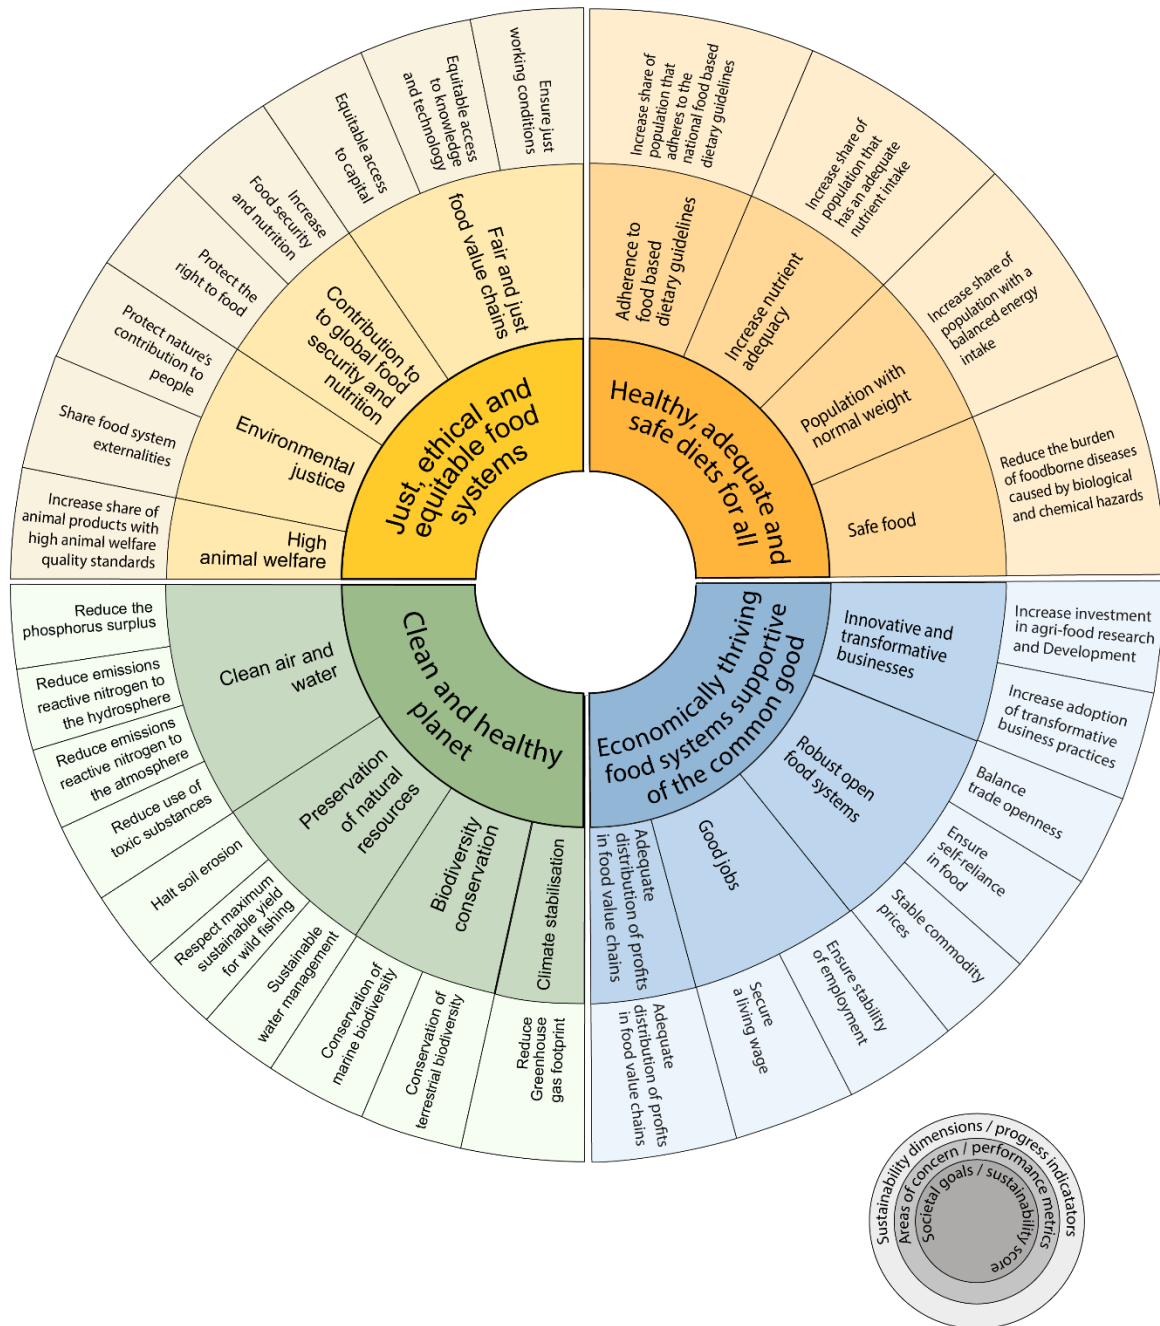 Just, ethical and
equitable food
systems
Fair and just
food value chains
Ensure just
working conditions
Equitable access
to knowledge
and technology
Equitable access
to capital
Contribution to
to global food
security and
nutrition
Increase
Food security
and nutrition
Protect the
right to food
Environmental
justice
Protect nature's
contribution to
people
Share food system
externalities
High
animal welfare
Increase share of
animal products with
high animal welfare
quality standards
Healthy, adequate and
safe diets for all
Adherence to
food based
dietary guidelines
Increase share of
population that
adheres to the
national food based
dietary guidelines
Increase nutrient
adequacy
Increase share of
population that
has an adequate
nutrient intake
Population with
normal weight
Increase share of
population with a
balanced energy
intake
Safe food
Reduce the burden
of foodborne diseases
caused by biological
and chemical hazards
Clean and healthy
planet
Clean air and
water
Reduce the
phosphorus surplus
Reduce emissions
reactive nitrogen to
the hydrosphere
Reduce emissions
reactive nitrogen to
the atmosphere
Reduce use of
toxic substances
Preservation
of natural
resources
Halt soil erosion
Respect maximum
sustainable yield
for wild fishing
Sustainable
water management
Biodiversity
conservation
Conservation of
marine biodiversity
Conservation of
terrestrial biodiversity
Climate stabilisation
Reduce
Greenhouse
gas footprint
Economically thriving
food systems supportive
of the common good
Innovative and
transformative
businesses
Increase investment
in agri-food research
and Development
Increase adoption
of transformative
business practices
Robust open
food systems
Balance
trade openness
Ensure
self-reliance
in food
Stable commodity
prices
Good jobs
Ensure stability
of employment
Secure
a living wage
Adequate
distribution of profits
in food value chains
Adequate
distribution of profits
in food value chains
Sustainability dimensions / progress indicatators
Areas of concern / performance metrics
Societal goals / sustainability score